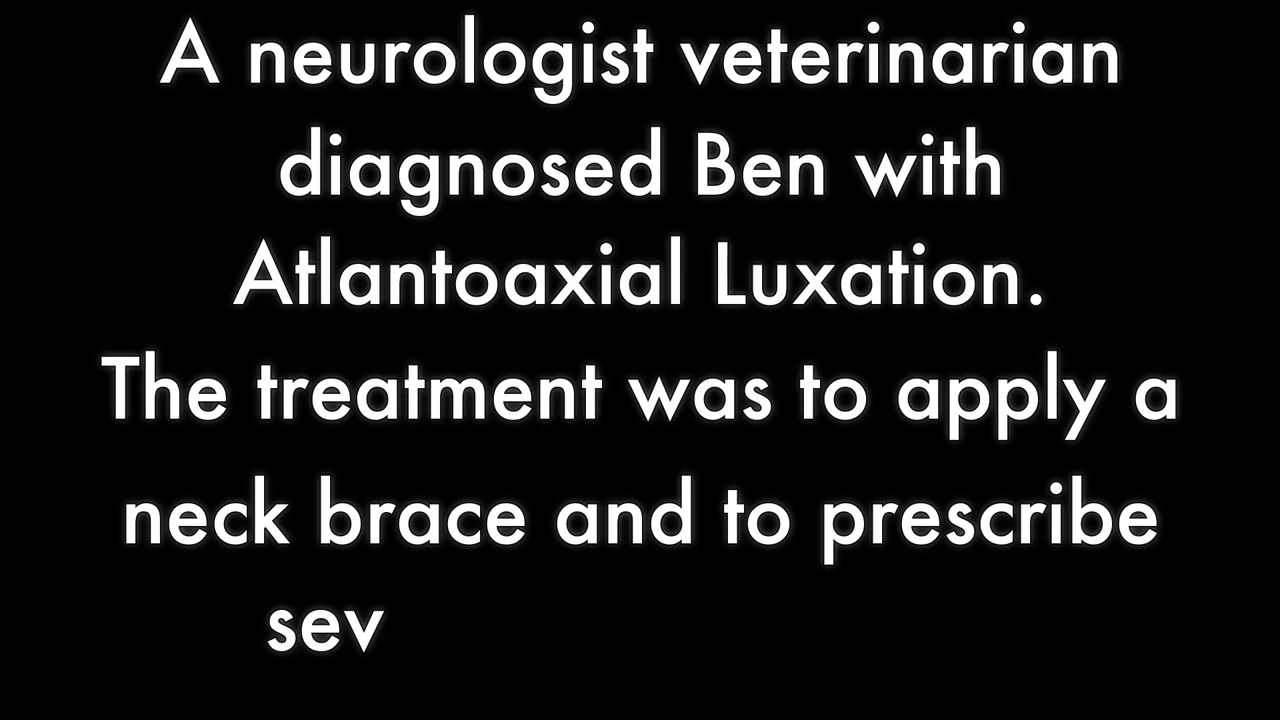 A neurologist veterinarian
diagnosed Ben with
Atlantoaxial Luxation.
The treatment was to apply a
neck brace and to prescribe
sev